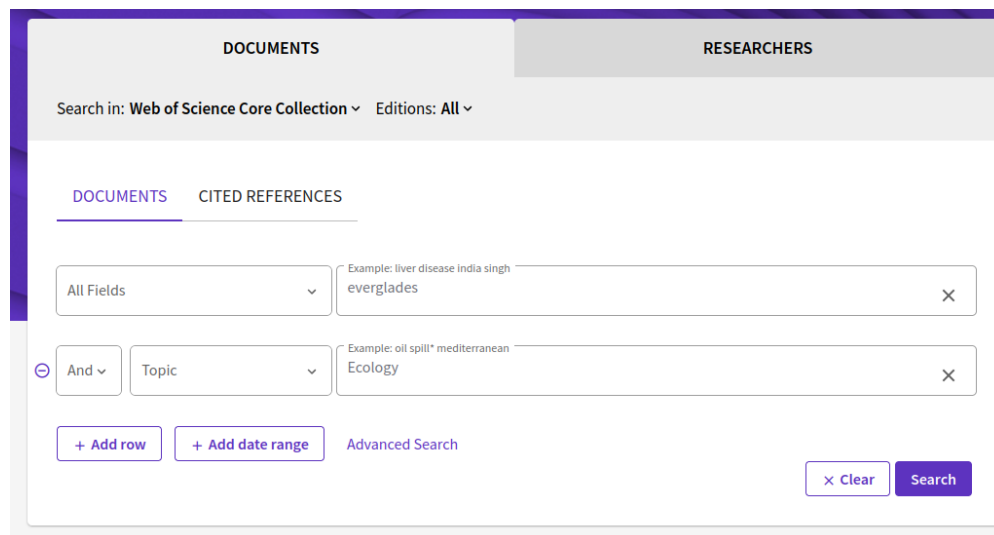 DOCUMENTS RESEARCHERS
Search in: Web of Science Core Collection Editions: All
DOCUMENTS CITED REFERENCES
Example: liver disease india singh
All Fields everglades
Example: oil spill* mediterranean
And Topic Ecology
+ Add row + Add date range Advanced Search
× Clear Search